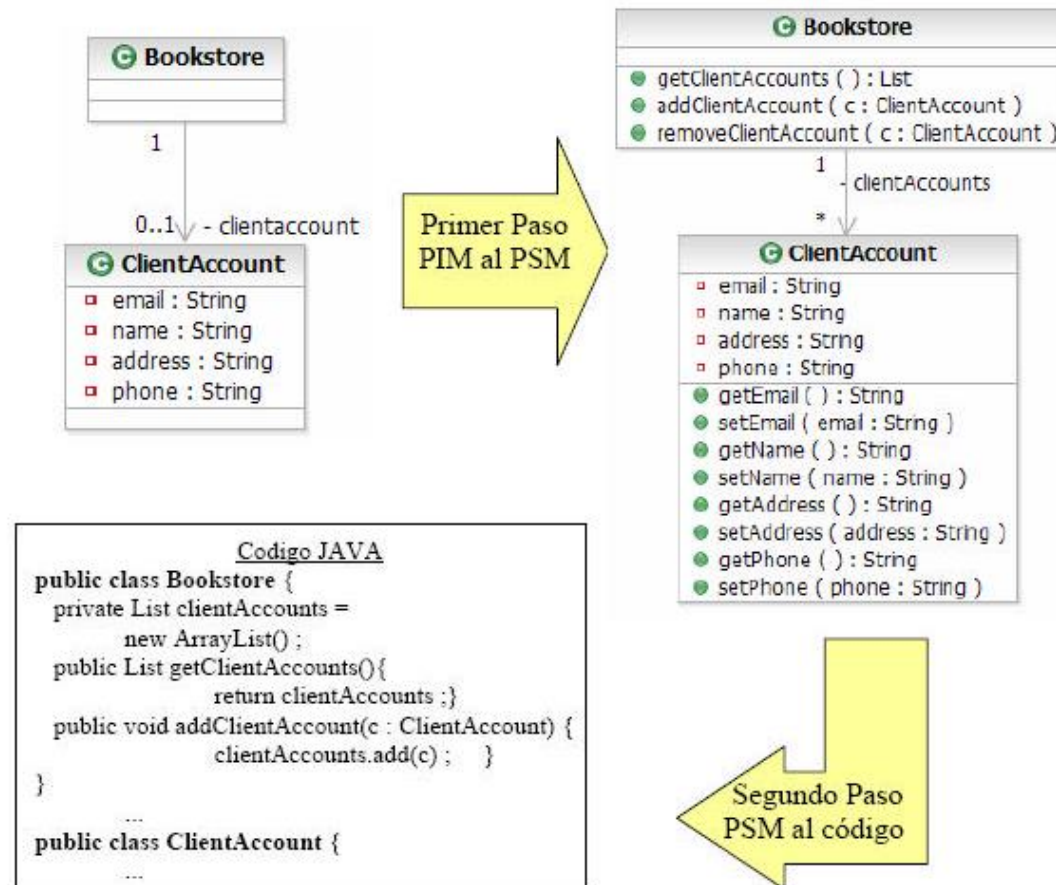 Bookstore
1
0..1 - clientaccount
ClientAccount
email : String
name : String
address : String
phone : String
Primer Paso
PIM al PSM
Bookstore
getClientAccounts ( ) : List
addClientAccount ( c : ClientAccount )
removeClientAccount ( c : ClientAccount )
1
- clientAccounts
*
ClientAccount
email : String
name : String
address : String
phone : String
getEmail ( ) : String
setEmail ( email : String )
getName ( ) : String
setName ( name : String )
getAddress ( ) : String
setAddress ( address : String )
getPhone ( ) : String
setPhone ( phone : String )
Segundo Paso
PSM al código
Codigo JAVA
public class Bookstore {
private List clientAccounts =
new ArrayList() ;
public List getClientAccounts(){
return clientAccounts ;}
public void addClientAccount(c : ClientAccount) {
clientAccounts.add(c) ; }
}
...
public class ClientAccount {
...